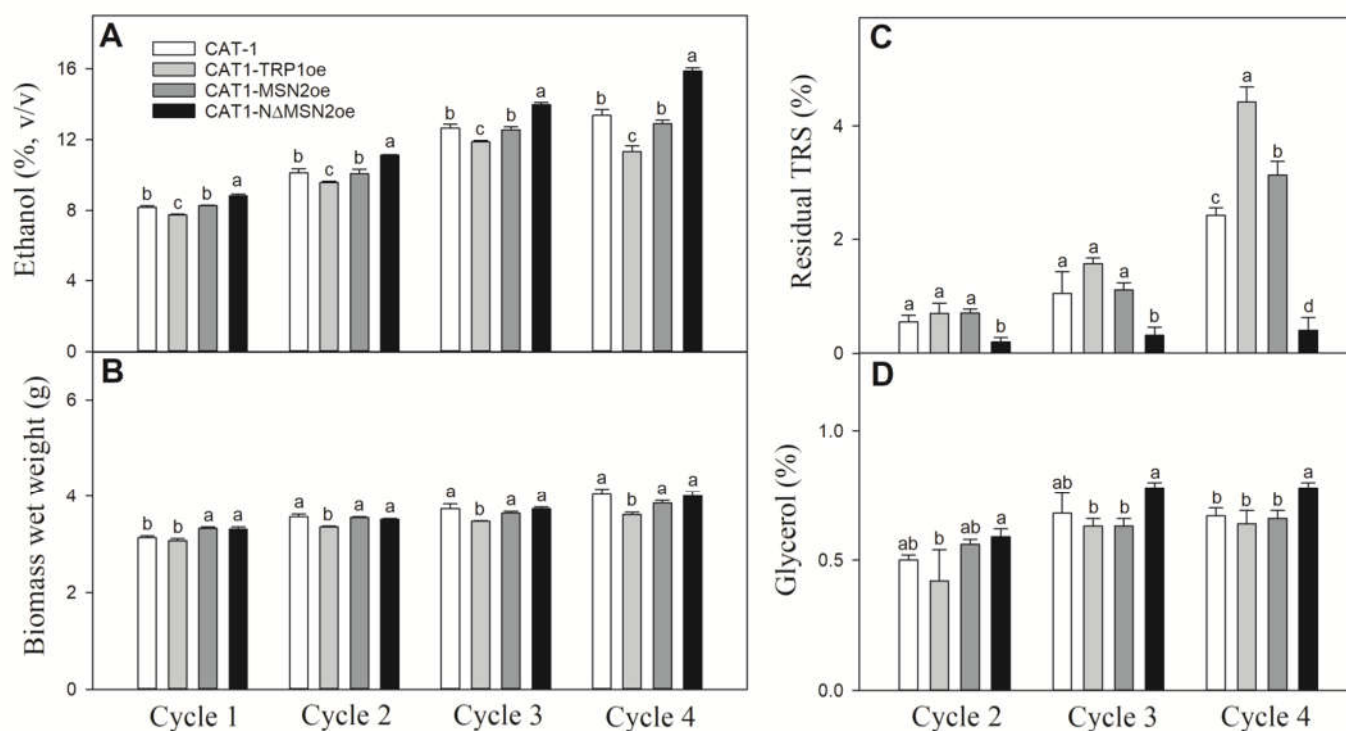 A
CAT-1
CAT1-TRP1oe
CAT1-MSN2oe
CAT1-NΔMSN2oe
Ethanol (%, v/v)
16
12
8
4
0
b c b a
b c b a
b c b a
b c b a
B
Biomass wet weight (g)
6
4
2
0
b b a a
a b a a
a b a a
a b a a
Cycle 1 Cycle 2 Cycle 3 Cycle 4
C
Residual TRS (%)
4
2
0
a a a b
a a a b
c a b d
D
Glycerol (%)
1.0
0.5
0.0
ab a ab a
ab b b a
b b b a
Cycle 2 Cycle 3 Cycle 4